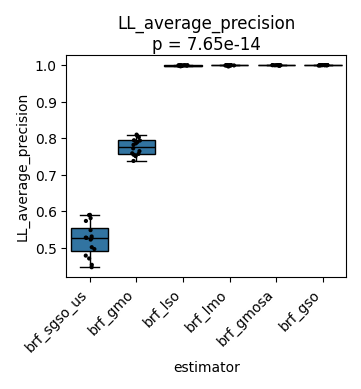 LL_average_precision
p = 7.65e-14
LL_average_precision
1.0
0.9
0.8
0.7
0.6
0.5
brf_sgso_us
brf_gmo
brf_lso
brf_lmo
brf_gmosa
brf_gso
estimator